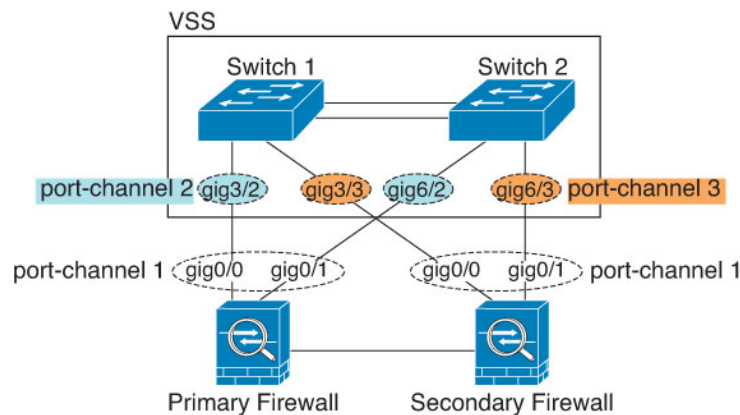 VSS
Switch 1
Switch 2
port-channel 2
gig3/2
gig3/3
gig6/2
gig6/3
port-channel 3
port-channel 1
gig0/0
gig0/1
gig0/0
gig0/1
port-channel 1
Primary Firewall
Secondary Firewall